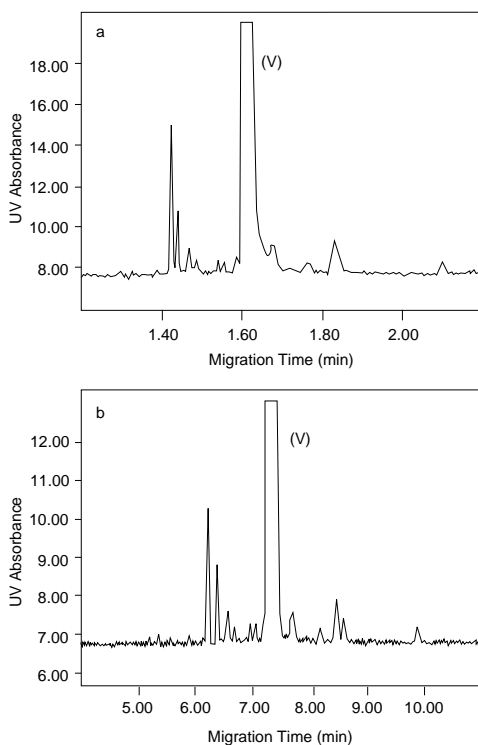 a
(V)
18.00
16.00
14.00
12.00
10.00
8.00
UV Absorbance
1.40 1.60 1.80 2.00
Migration Time (min)
b
(V)
12.00
11.00
10.00
9.00
8.00
7.00
6.00
UV Absorbance
5.00 6.00 7.00 8.00 9.00 10.00
Migration Time (min)